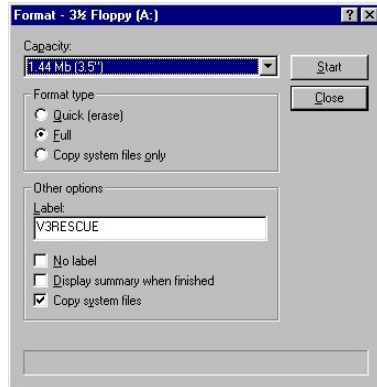 Format - 3½ Floppy (A:)
Capacity:
1.44 Mb (3.5")
Start
Close
Format type
Quick (erase)
Full
Copy system files only
Other options
Label:
V3RESCUE
No label
Display summary when finished
Copy system files